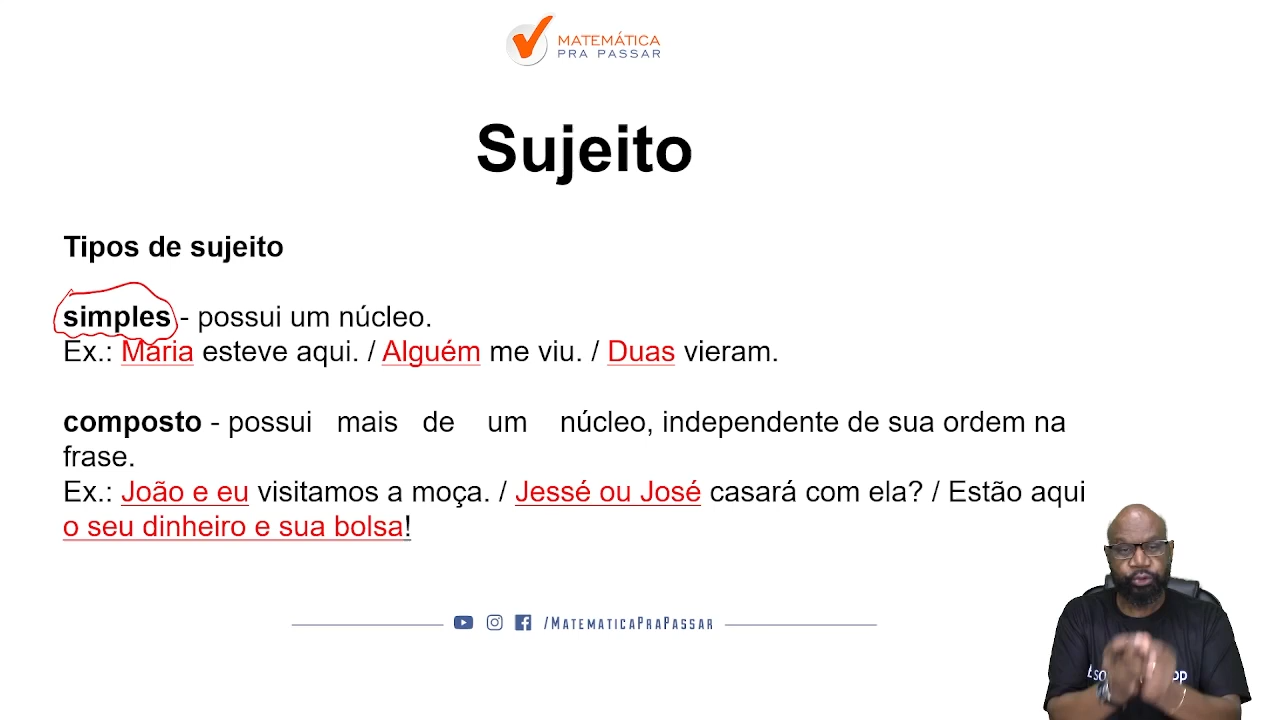 MATEMÁTICA
PRA PASSAR
Sujeito
Tipos de sujeito
simples - possui um núcleo.
Ex.: Maria esteve aqui. / Alguém me viu. / Duas vieram.
composto - possui mais de um núcleo, independente de sua ordem na
frase.
Ex.: João e eu visitamos a moça. / Jessé ou José casará com ela? / Estão aqui
o seu dinheiro e sua bolsa!
/MATEMATICAPRAPASSAR